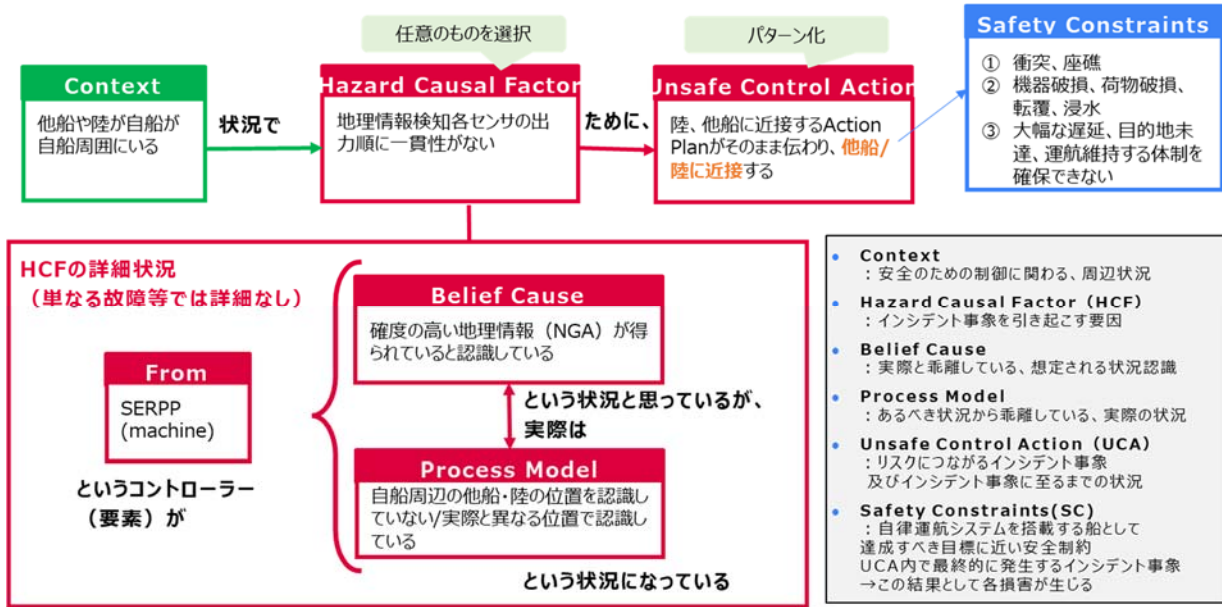 任意のものを選択
パターン化
Safety Constraints
① 衝突、座礁
② 機器破損、荷物破損、
転覆、浸水
③ 大幅な遅延、目的地未
達、運航維持する体制を
確保できない
Context
他船や陸が自船が
自船周囲にいる
状況で
Hazard Causal Factor
地理情報検知各センサの出
力順に一貫性がない
ために、
Unsafe Control Action
陸、他船に近接するAction
Planがそのまま伝わり、他船/
陸に近接する
HCFの詳細状況
（単なる故障等では詳細なし）
From
SERPP
(machine)
というコントローラー
（要素）が
Belief Cause
確度の高い地理情報（NGA）が得
られていると認識している
という状況と思っているが、
実際は
Process Model
自船周辺の他船・陸の位置を認識し
ていない/実際と異なる位置で認識し
ている
という状況になっている
• Context
：安全のための制御に関わる、周辺状況
• Hazard Causal Factor（HCF）
：インシデント事象を引き起こす要因
• Belief Cause
：実際と乖離している、想定される状況認識
• Process Model
：あるべき状況から乖離している、実際の状況
• Unsafe Control Action（UCA）
：リスクにつながるインシデント事象
及びインシデント事象に至るまでの状況
• Safety Constraints(SC)
：自律運航システムを搭載する船として
達成すべき目標に近い安全制約
UCA内で最終的に発生するインシデント事象
→この結果として各損害が生じる